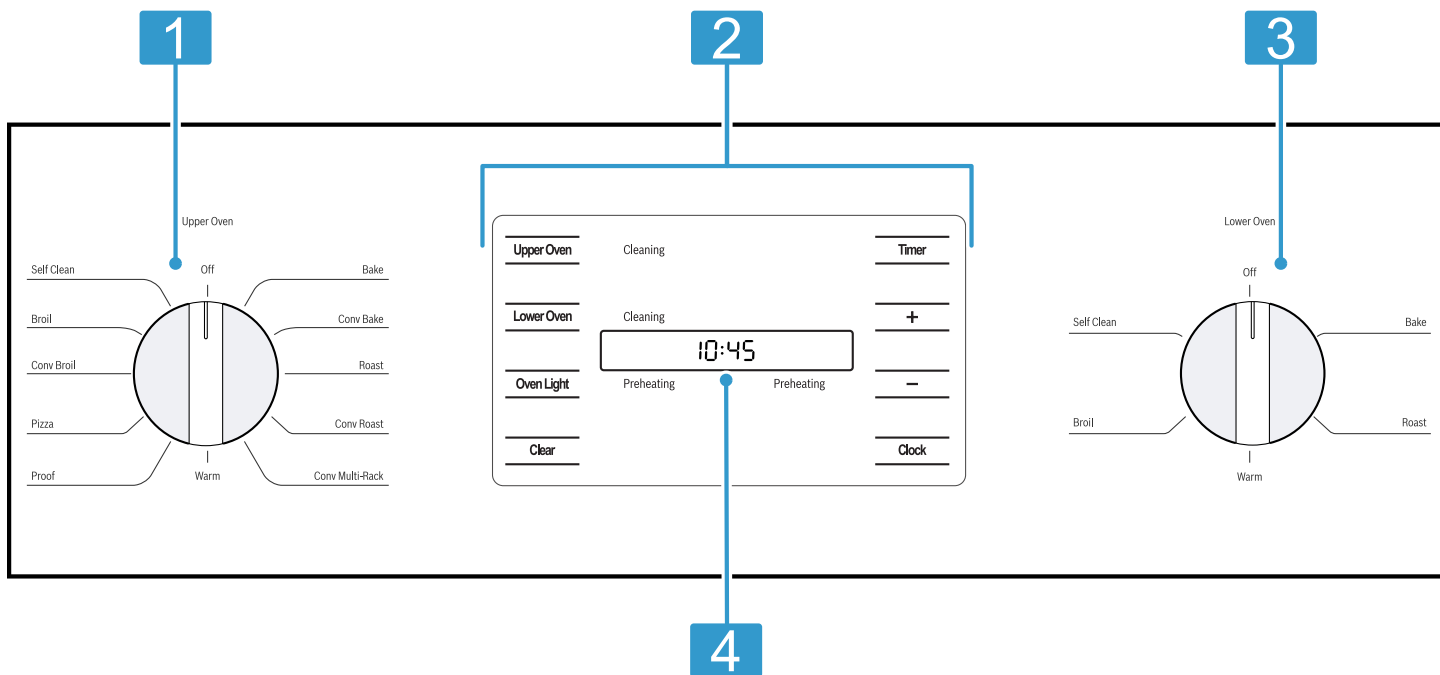 1
2
3
Upper Oven
Self Clean
Off
Bake
Broil
Conv Bake
Conv Broil
Roast
Pizza
Conv Roast
Proof
Warm
Conv Multi-Rack
Upper Oven
Cleaning
Timer
Lower Oven
Cleaning
+
10:45
Oven Light
Preheating
Preheating
−
Clear
Clock
Lower Oven
Off
Self Clean
Bake
Broil
Roast
Warm
4